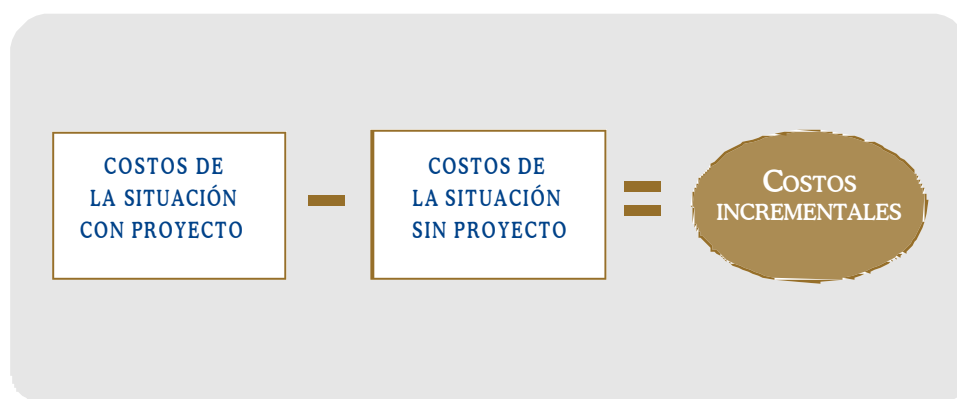 COSTOS DE
LA SITUACIÓN
CON PROYECTO
COSTOS DE
LA SITUACIÓN
SIN PROYECTO
COSTOS
INCREMENTALES